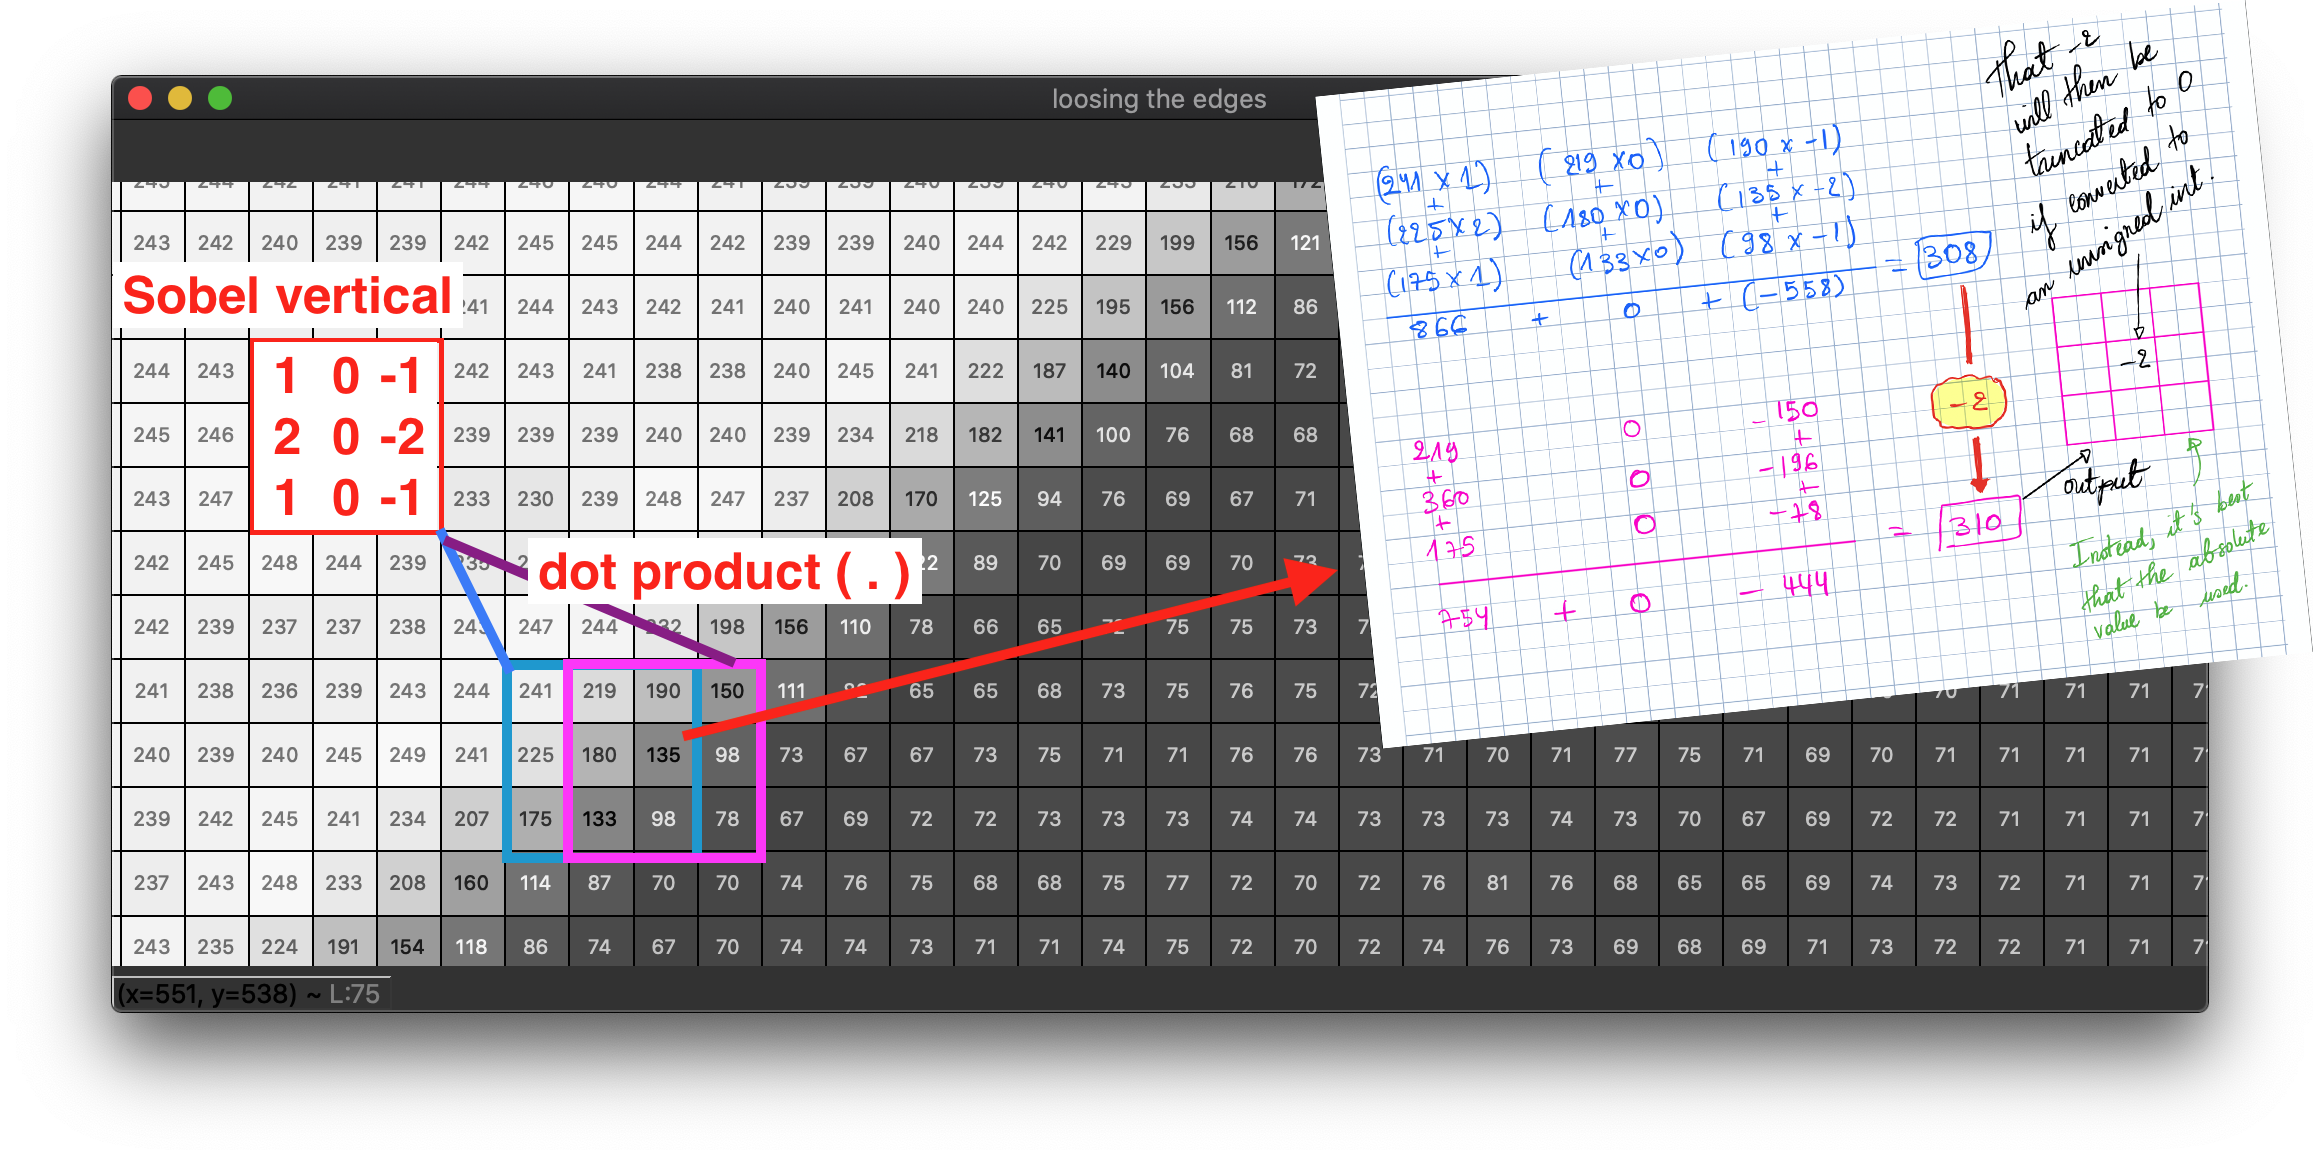 loosing the edges
243 242 240 239 239 242 245 245 244 242 239 239 240 244 242 229 199 156 121
Sobel vertical
241 244 243 242 241 240 241 240 240 225 195 156 112 86
244 243 242 243 241 238 238 240 245 241 222 187 140 104 81 72
1 0 -1
245 246 239 239 239 240 240 239 234 218 182 141 100 76 68 68
2 0 -2
243 247 233 230 239 248 247 237 208 170 125 94 76 69 67 71
1 0 -1
242 245 248 244 239 235 89 70 69 69 70 73
dot product ( . )
242 239 237 237 238 243 247 244 232 198 156 110 78 66 65 72 75 75 73
241 238 236 239 243 244 241 219 190 150 111 82 65 65 68 73 75 76 75 72 70 71 71 71
240 239 240 245 249 241 225 180 135 98 73 67 67 73 75 71 71 76 76 73 71 70 71 77 75 71 69 70 71 71 71 71
239 242 245 241 234 207 175 133 98 78 67 69 72 72 73 73 73 74 74 73 73 73 74 73 70 67 69 72 72 71 71 71
237 243 248 233 208 160 114 87 70 70 74 76 75 68 68 75 77 72 70 72 76 81 76 68 65 65 69 74 73 72 71 71
243 235 224 191 154 118 86 74 67 70 74 74 73 71 71 74 75 72 70 72 74 76 73 69 68 69 71 73 72 72 71 71
(x=551, y=538) ~ L:75
(241 x 1) (219 x0) (190 x -1)
+ + +
(225x2) (180 x0) (135 x -2)
+ + +
(175x1) (133x0) (98 x -1)
866 + 0 + (-558) = 308
219 0 -150
+ +
360 0 -196
+ +
175 0 -78
754 + 0 - 444 = 310
-2
That -2
will then be
truncated to 0
if converted to
an unsigned int.
-2
output
Instead, it's best
that the absolute
value be used.